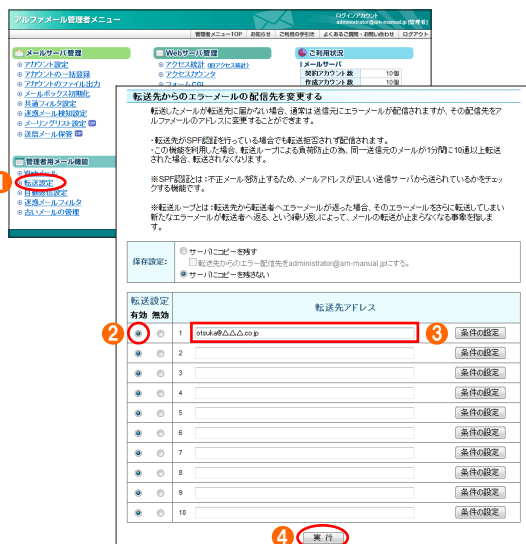 アルファメール管理者メニュー
ログインアカウント
administrator@am-manual.jp [管理者]
管理者メニューTOP お知らせ ご利用の手引き よくあるご質問・お問い合わせ ログアウト
メールサーバ管理
アカウント設定
アカウントの一括登録
アカウントのファイル出力
メールボックス初期化
共通フィルタ設定
迷惑メール検知設定
メーリングリスト設定
送信メール保管
Webサーバ管理
アクセス統計 (旧アクセス統計)
アクセスカウンタ
フォームCGI
ご利用状況
メールサーバ
契約アカウント数 10個
作成アカウント数 10個
管理者用メール機能
Webメール
転送設定
自動返信設定
迷惑メールフィルタ
古いメールの管理
転送先からのエラーメールの配信先を変更する
転送したメールが転送先に届かない場合、通常は送信元にエラーメールが配信されますが、その配信先をア
ルファメールのアドレスに変更することができます。
・転送先がSPF認証を行っている場合でも転送拒否されず配信されます。
・この機能を利用した場合、転送ループによる負荷防止の為、同一送信元のメールが1分間に10通以上転送
された場合、転送されなくなります。
※SPF認証とは:不正メールを防止するため、メールアドレスが正しい送信サーバから送られているかをチェッ
クする機能です。
※転送ループとは:転送先から転送者へエラーメールが返った場合、そのエラーメールをさらに転送してしまい
新たなエラーメールが転送者へ返る、という繰り返しによって、メールの転送が止まらなくなる事象を指しま
す。
保存設定:
サーバにコピーを残す
転送先からのエラー配信先をadministrator@am-manual.jpにする。
サーバにコピーを残さない
転送設定
有効 無効
転送先アドレス
2 1 otsuka@△△△.co.jp 3 条件の設定
2 条件の設定
3 条件の設定
4 条件の設定
5 条件の設定
6 条件の設定
7 条件の設定
8 条件の設定
9 条件の設定
10 条件の設定
4 実 行